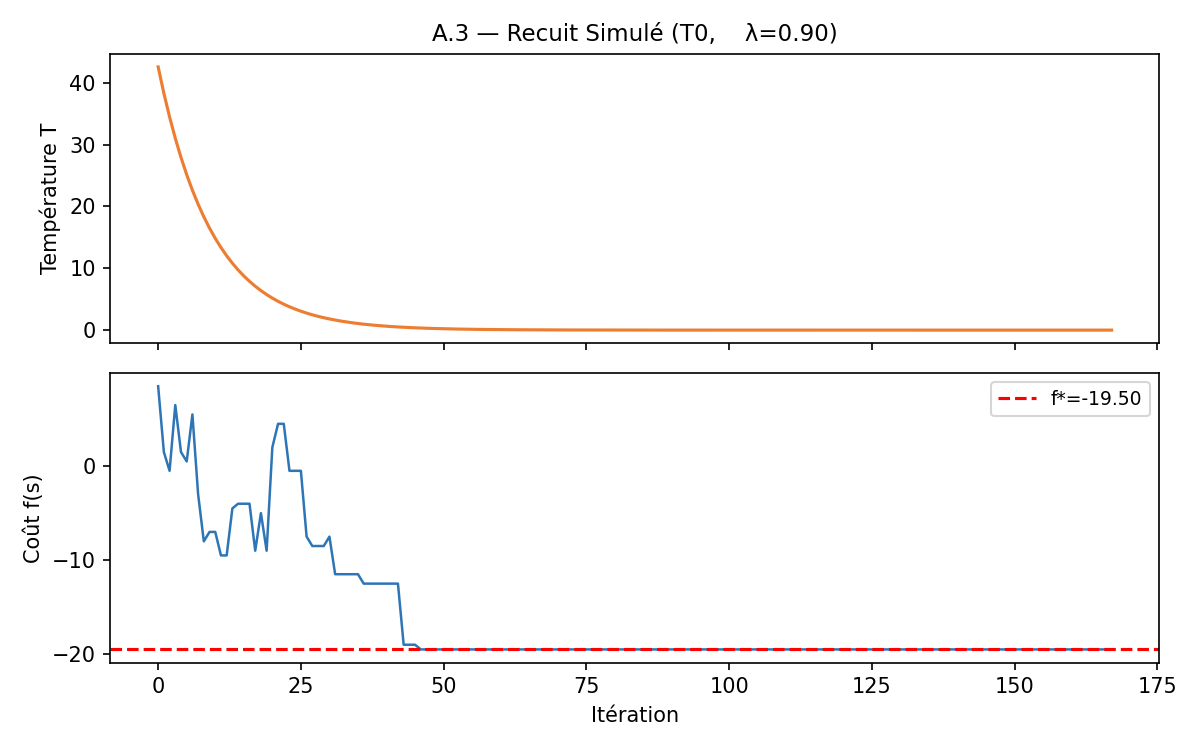 A.3 — Recuit Simulé (T0,    λ=0.90)
Température T
40
30
20
10
0
f*=-19.50
Coût f(s)
0
−10
−20
0 25 50 75 100 125 150 175
Itération